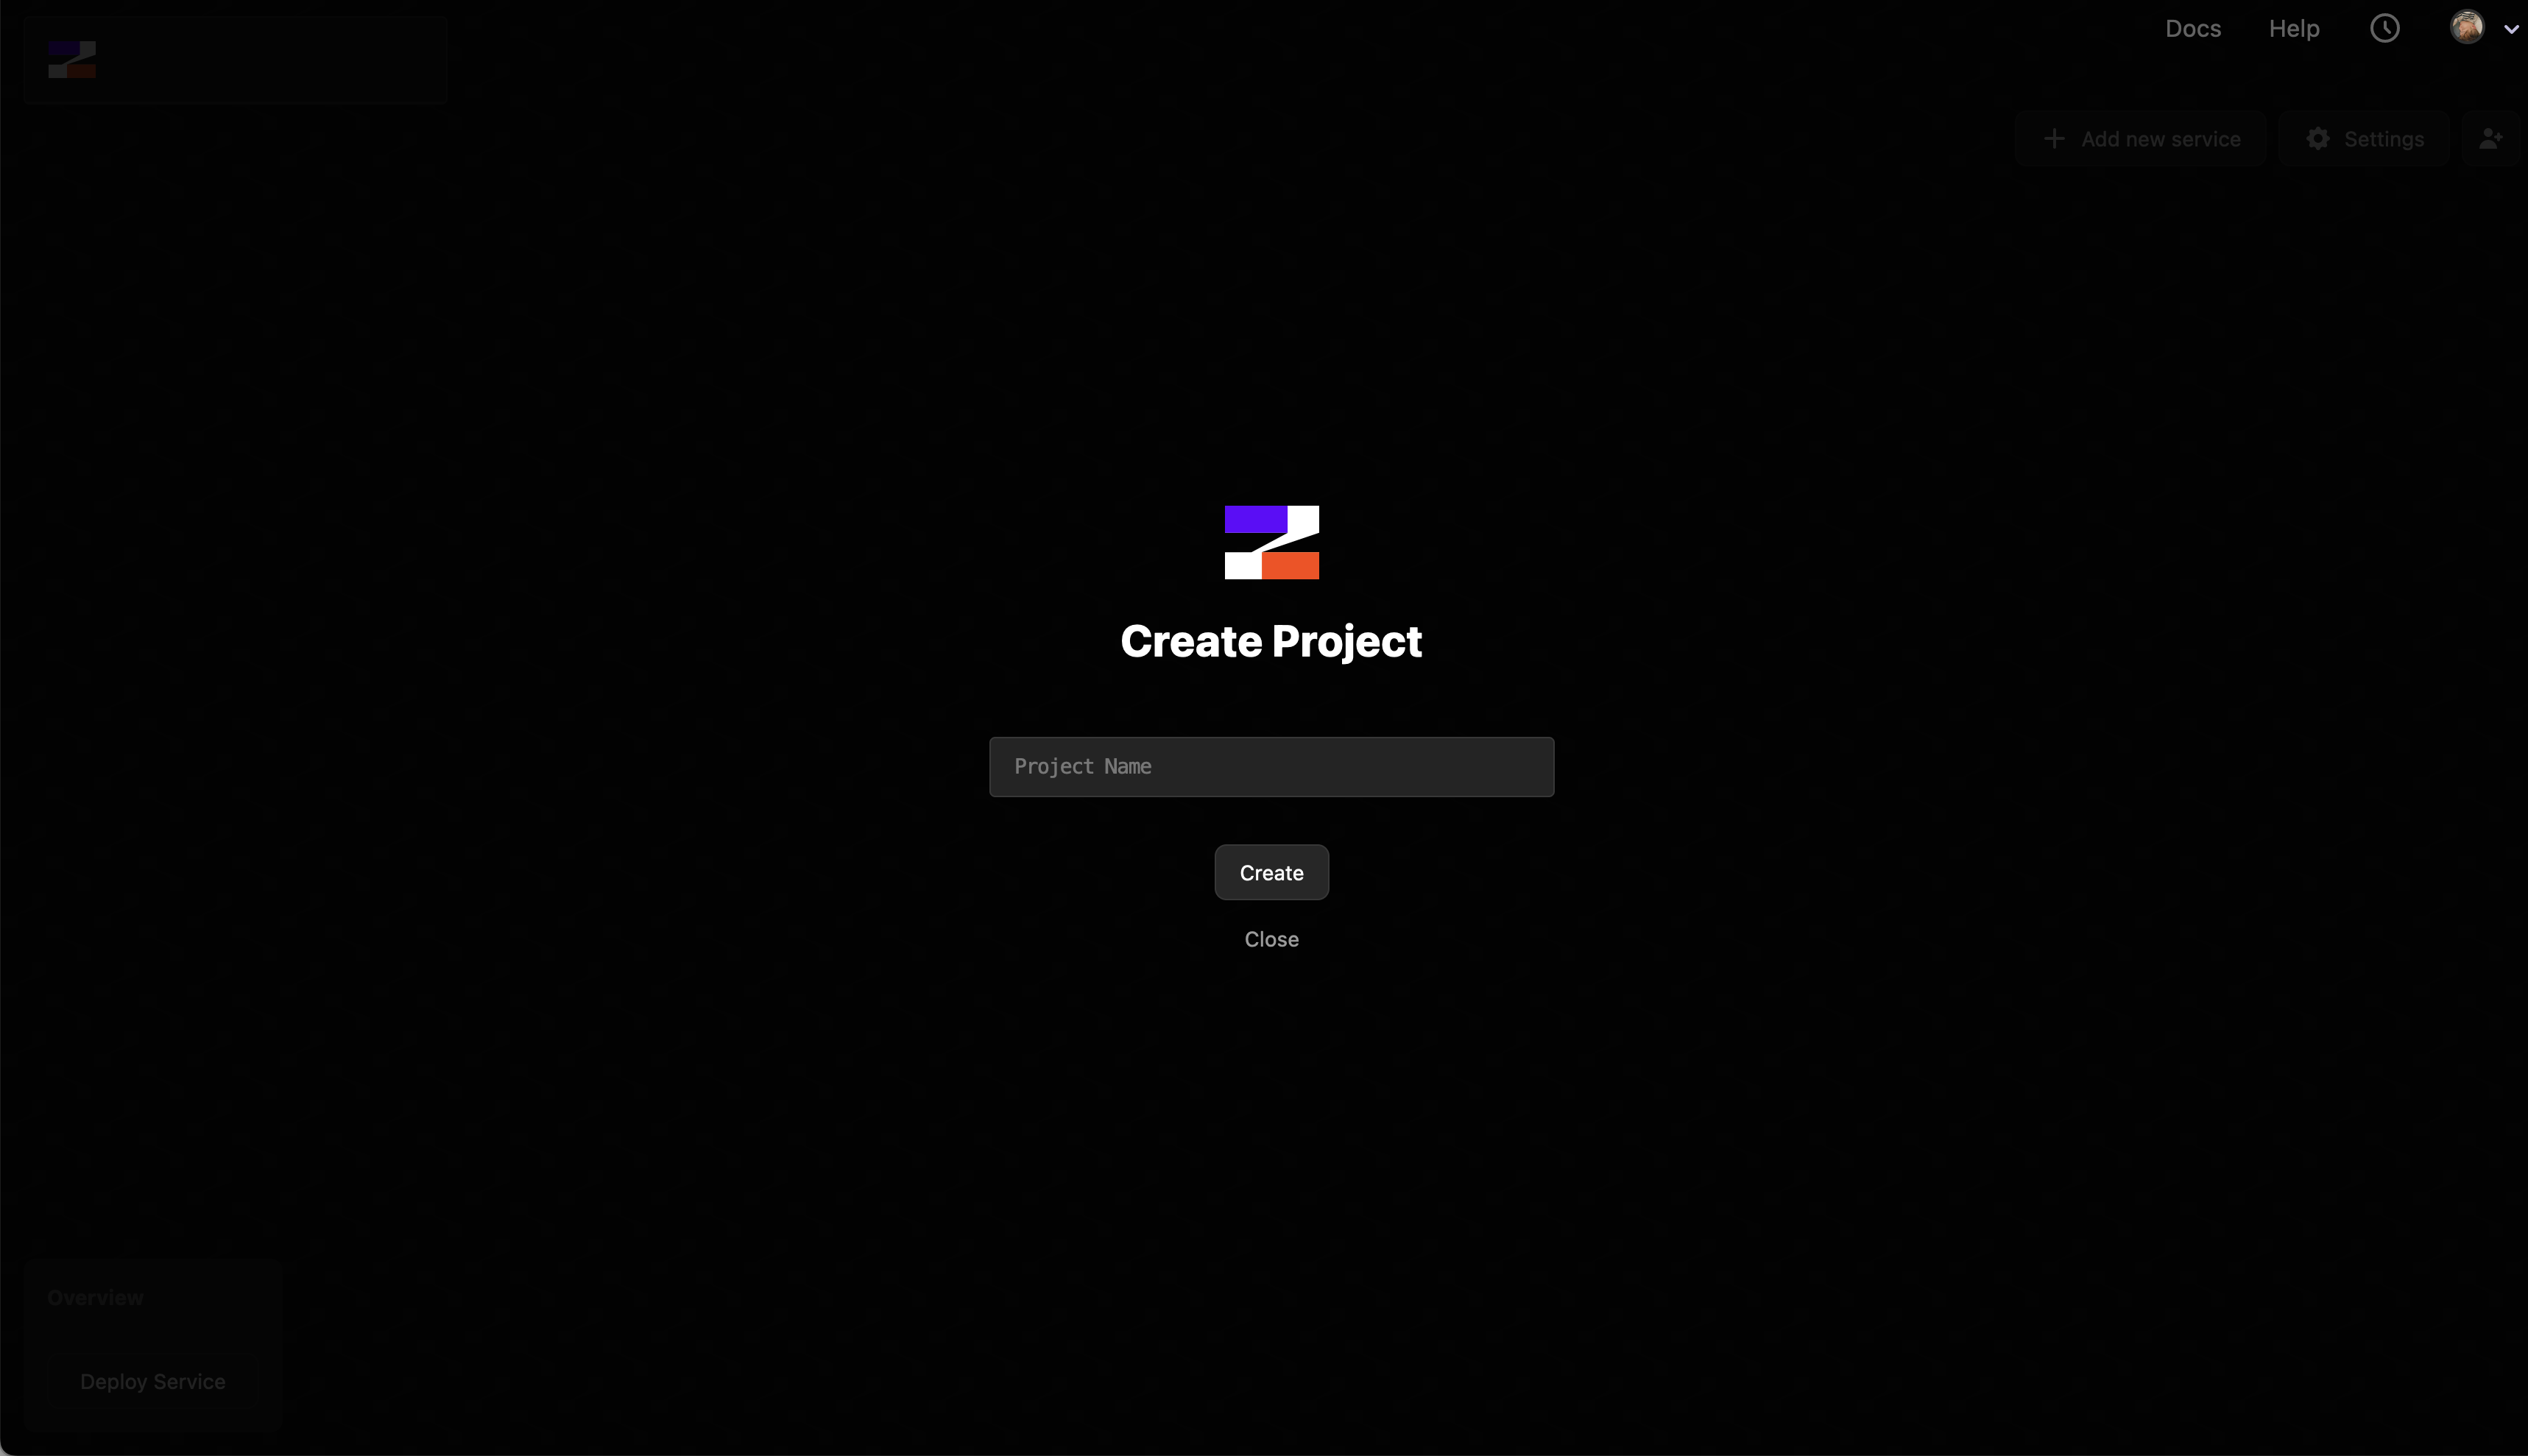 Docs
Help
Add new service
Settings
Create Project
Project Name
Create
Close
Overview
Deploy Service